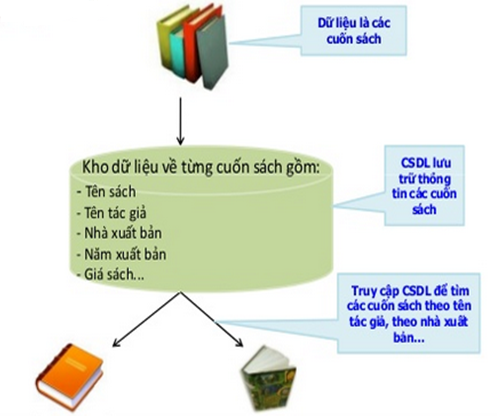 Dữ liệu là các
cuốn sách
Kho dữ liệu về từng cuốn sách gồm:
- Tên sách
- Tên tác giả
- Nhà xuất bản
- Năm xuất bản
- Giá sách...
CSDL lưu
trữ thông
tin các cuốn
sách
Truy cập CSDL để tìm
các cuốn sách theo tên
tác giả, theo nhà xuất
bản...